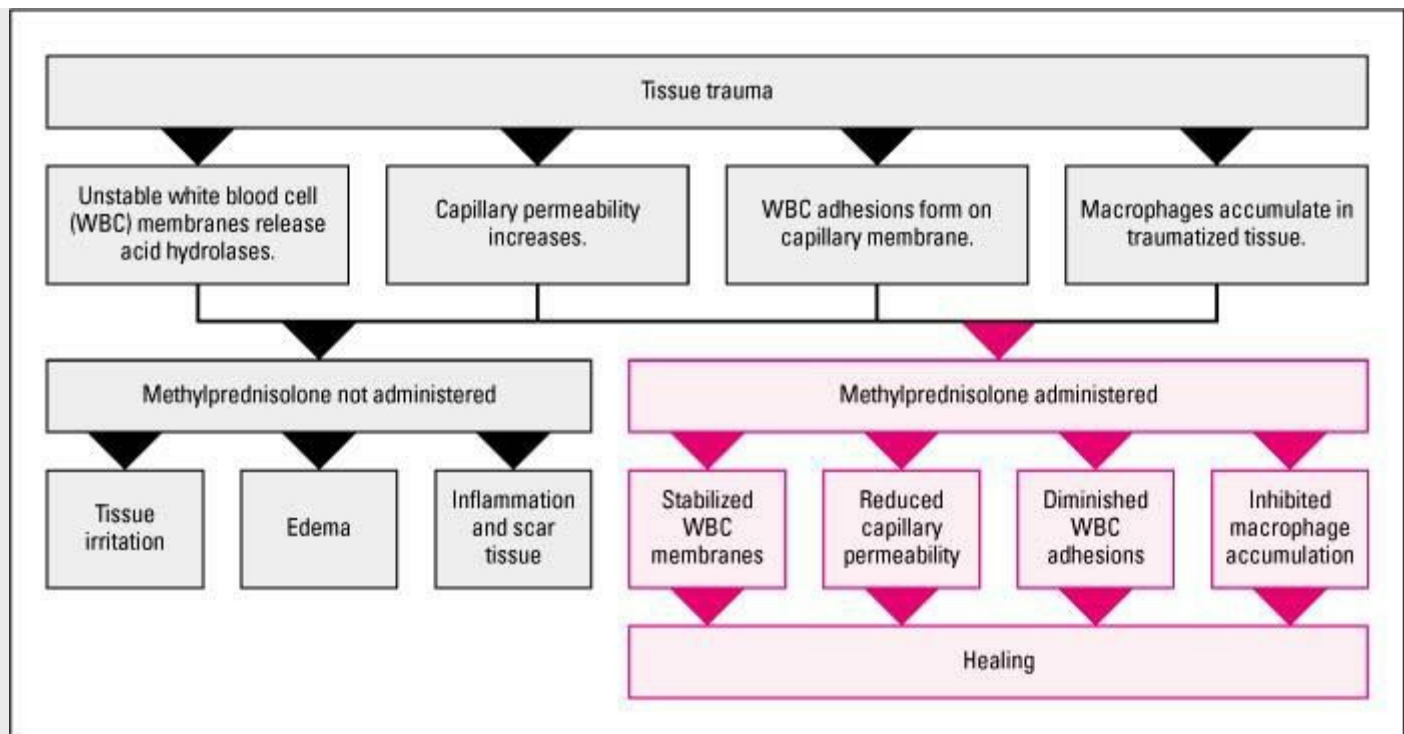 Tissue trauma
Unstable white blood cell
(WBC) membranes release
acid hydrolases.
Capillary permeability
increases.
WBC adhesions form on
capillary membrane.
Macrophages accumulate in
traumatized tissue.
Methylprednisolone not administered
Methylprednisolone administered
Tissue
irritation
Edema
Inflammation
and scar
tissue
Stabilized
WBC
membranes
Reduced
capillary
permeability
Diminished
WBC
adhesions
Inhibited
macrophage
accumulation
Healing